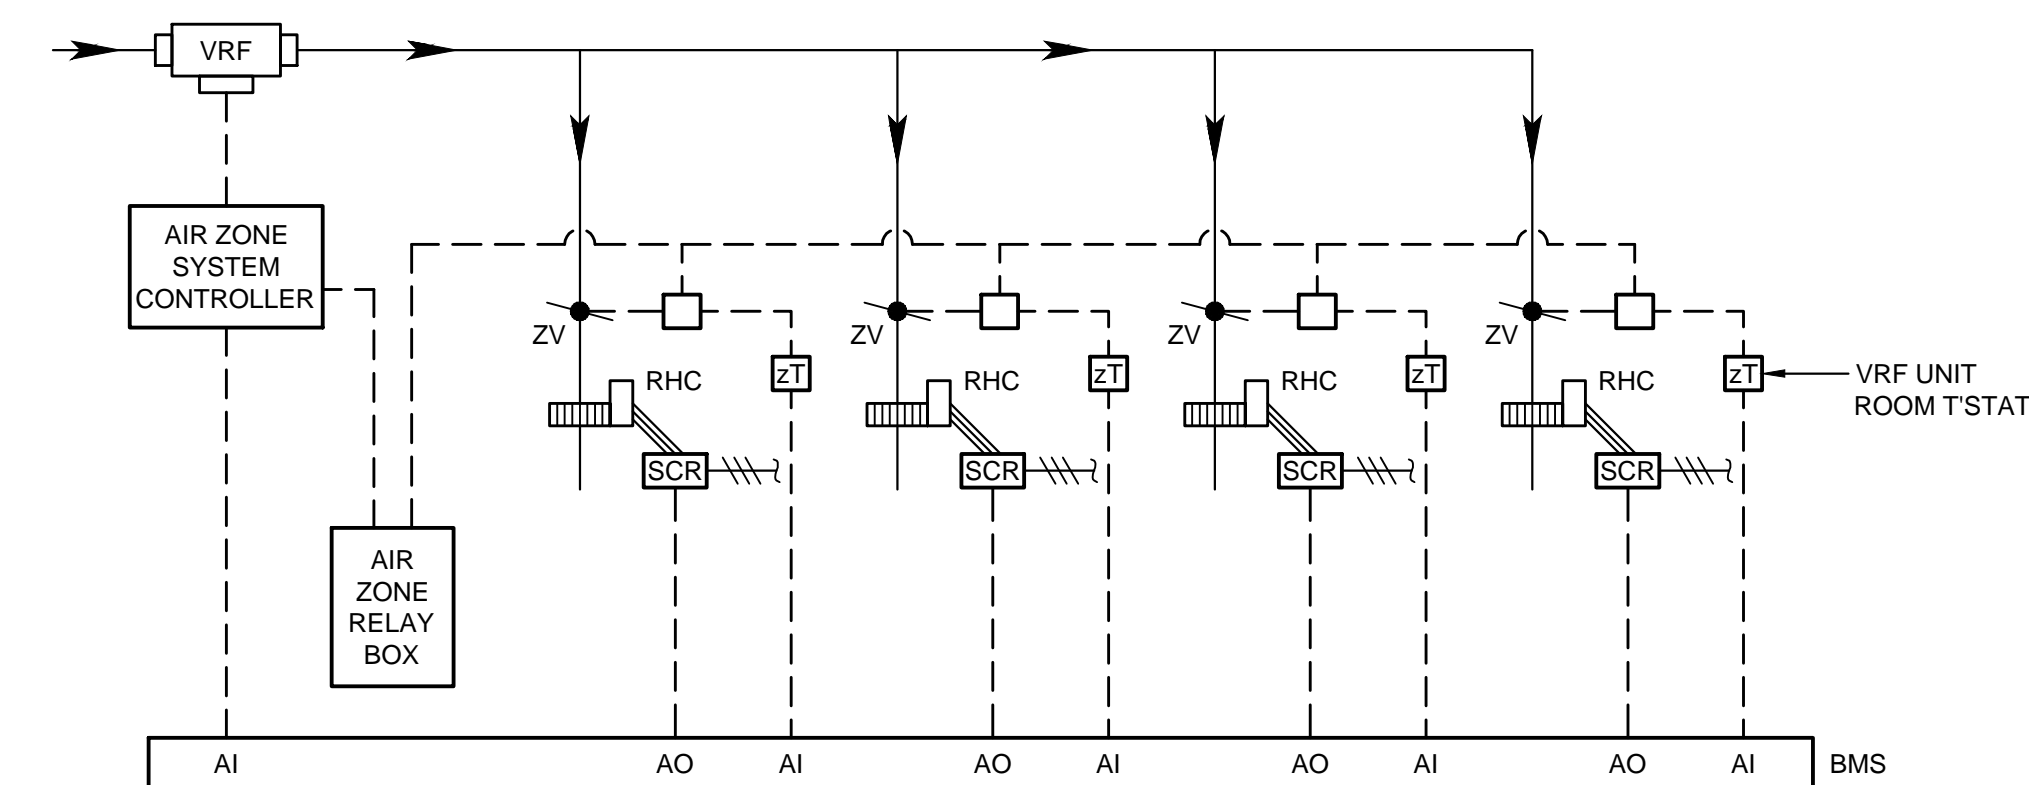 VRF
AIR ZONE
SYSTEM
CONTROLLER
ZV
ZV
ZV
ZV
RHC
zT
RHC
zT
RHC
zT
RHC
zT
VRF UNIT
ROOM T'STAT
SCR
SCR
SCR
SCR
AIR
ZONE
RELAY
BOX
AI
AO
AI
AO
AI
AO
AI
AO
AI
BMS